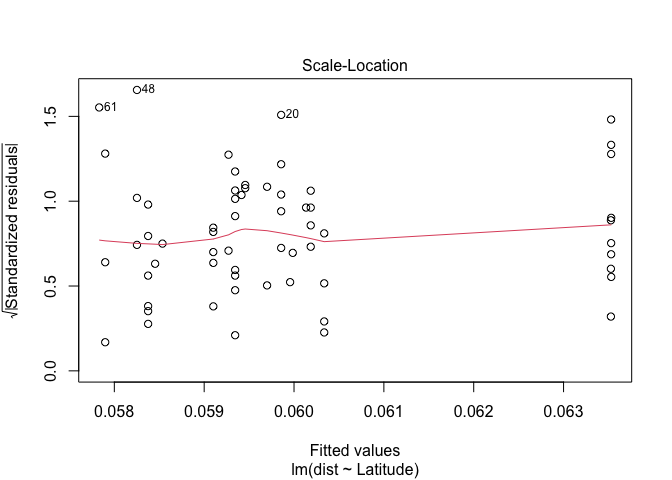 Scale-Location
√|Standardized residuals|
1.5
1.0
0.5
0.0
48
61
20
0.058 0.059 0.060 0.061 0.062 0.063
Fitted values
lm(dist ~ Latitude)